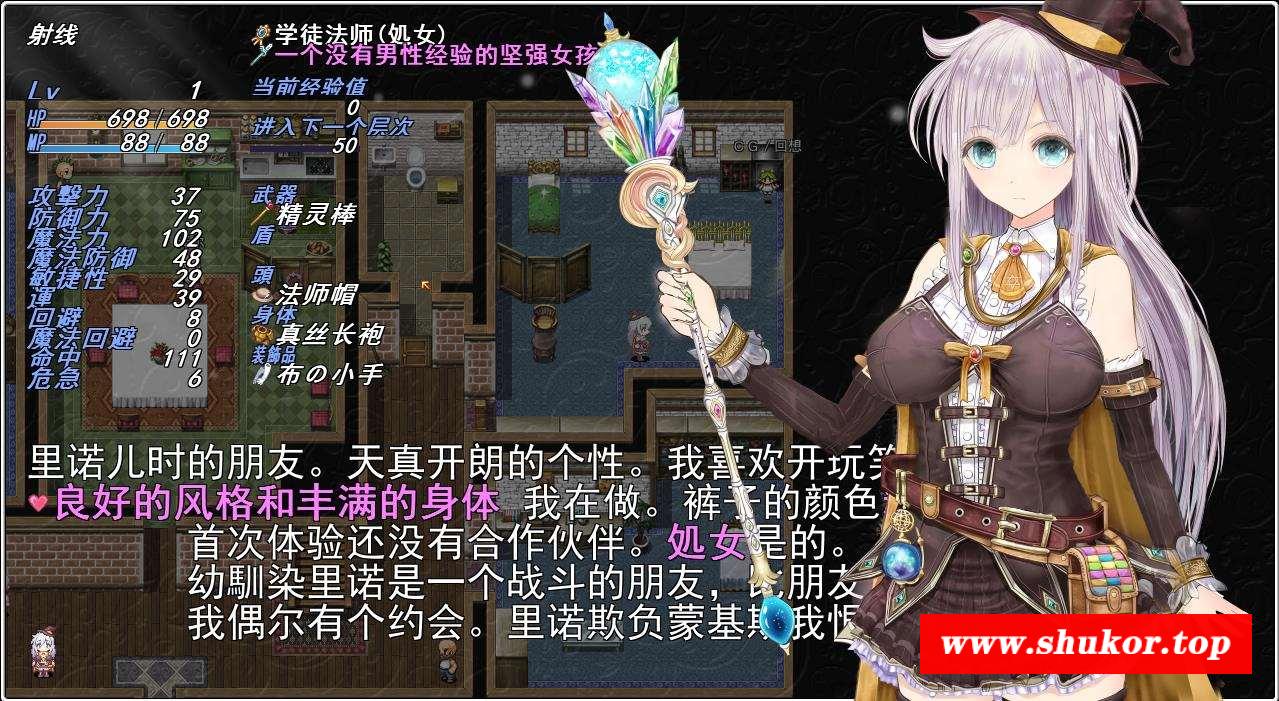 射线
学徒法师(処女)
一个没有男性经验的坚强女孩
Lv 1
HP 698/698
MP 88/88
当前经验值
0
进入下一个层次
50
CG/回想
攻撃力 37
防御力 75
魔法力 102
魔法防御 48
敏捷性 29
運 39
回避 8
魔法回避 0
命中 111
危急 6
武器
精灵棒
盾
頭
法师帽
身体
真丝长袍
装飾品
布の小手
里诺儿时的朋友。天真开朗的个性。我喜欢开玩笑
良好的风格和丰满的身体 我在做。裤子的颜色
首次体验还没有合作伙伴。処女是的。
幼馴染里诺是一个战斗的朋友，比朋友
我偶尔有个约会。里诺欺负蒙基斯我恨
www.shukor.top